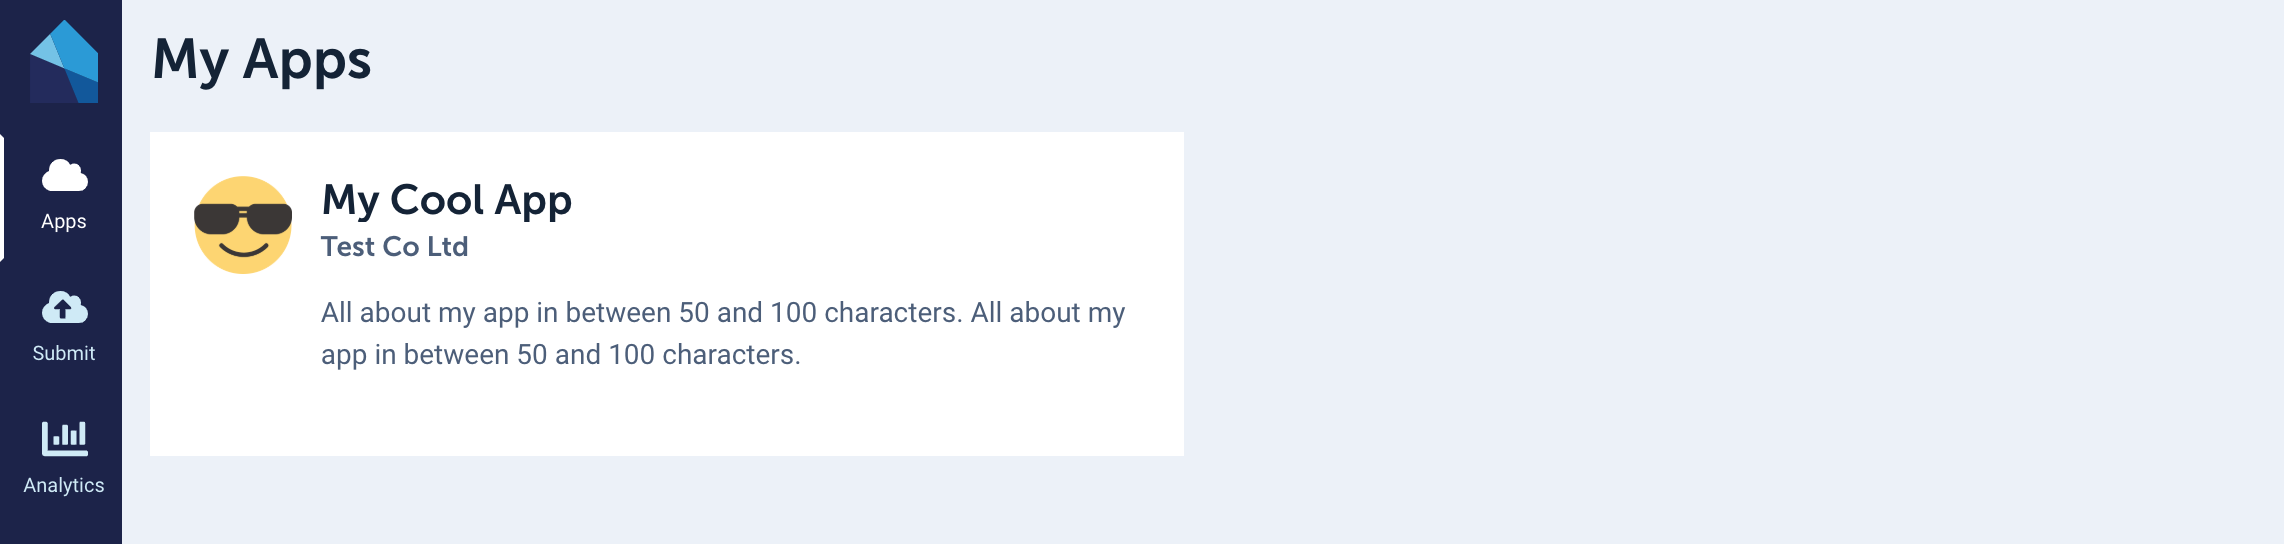 My Apps
Apps
Submit
Analytics
My Cool App
Test Co Ltd
All about my app in between 50 and 100 characters. All about my
app in between 50 and 100 characters.